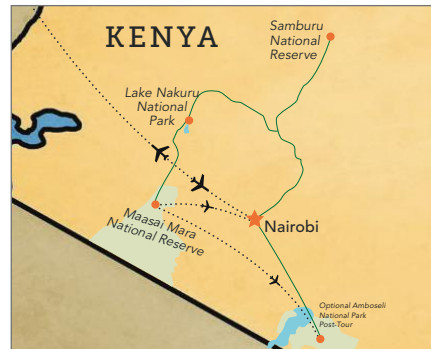 KENYA
Samburu
National
Reserve
Lake Nakuru
National
Park
Maasai Mara
National Reserve
Nairobi
Optional Amboseli
National Park
Post-Tour